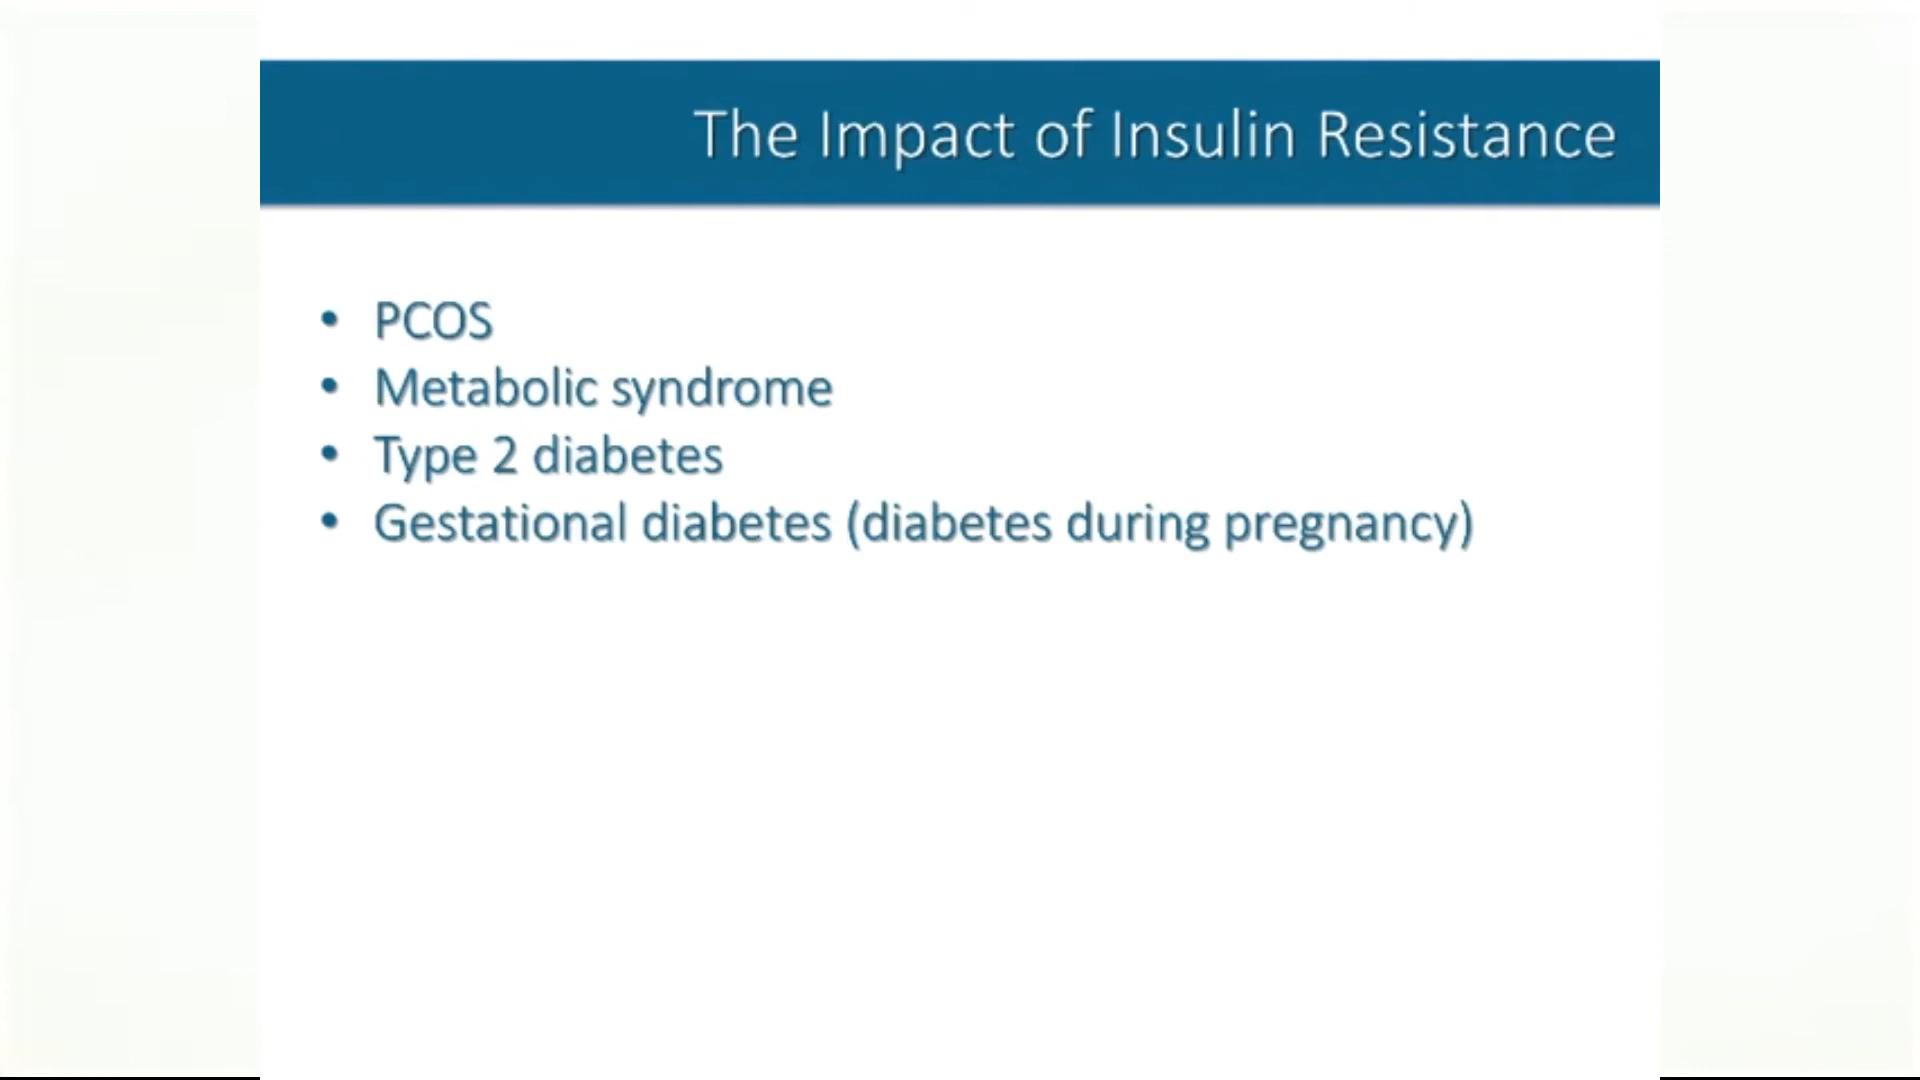 The Impact of Insulin Resistance
• PCOS
• Metabolic syndrome
• Type 2 diabetes
• Gestational diabetes (diabetes during pregnancy)